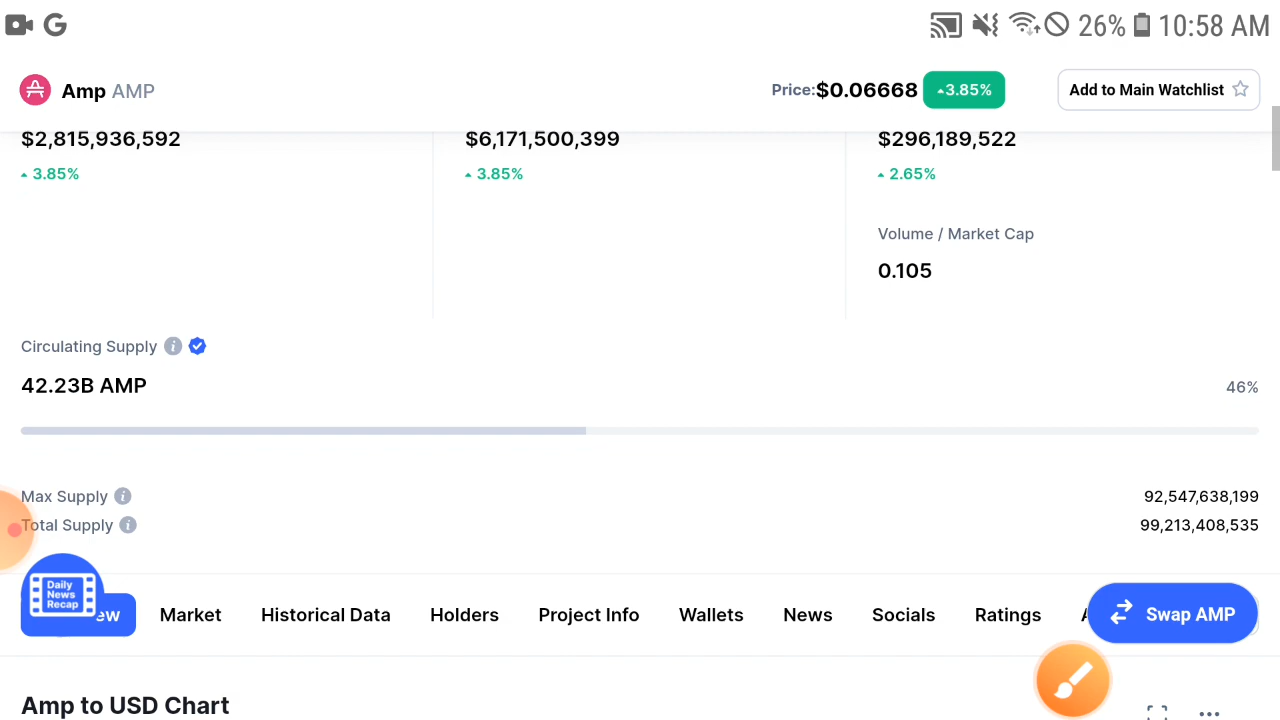 26% 10:58 AM
Amp AMP
Price:$0.06668 3.85%
Add to Main Watchlist
$2,815,936,592
3.85%
$6,171,500,399
3.85%
$296,189,522
2.65%
Volume / Market Cap
0.105
Circulating Supply
42.23B AMP
46%
Max Supply
92,547,638,199
Total Supply
99,213,408,535
Daily
News
Recap
ew
Market
Historical Data
Holders
Project Info
Wallets
News
Socials
Ratings
Swap AMP
Amp to USD Chart